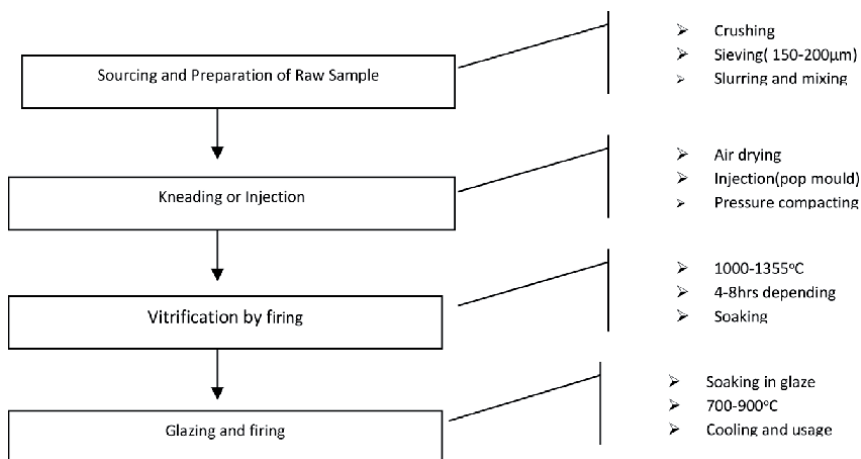 Sourcing and Preparation of Raw Sample
Crushing
Sieving( 150-200µm)
Slurring and mixing
Kneading or Injection
Air drying
Injection(pop mould)
Pressure compacting
Vitrification by firing
1000-1355°C
4-8hrs depending
Soaking
Glazing and firing
Soaking in glaze
700-900°C
Cooling and usage